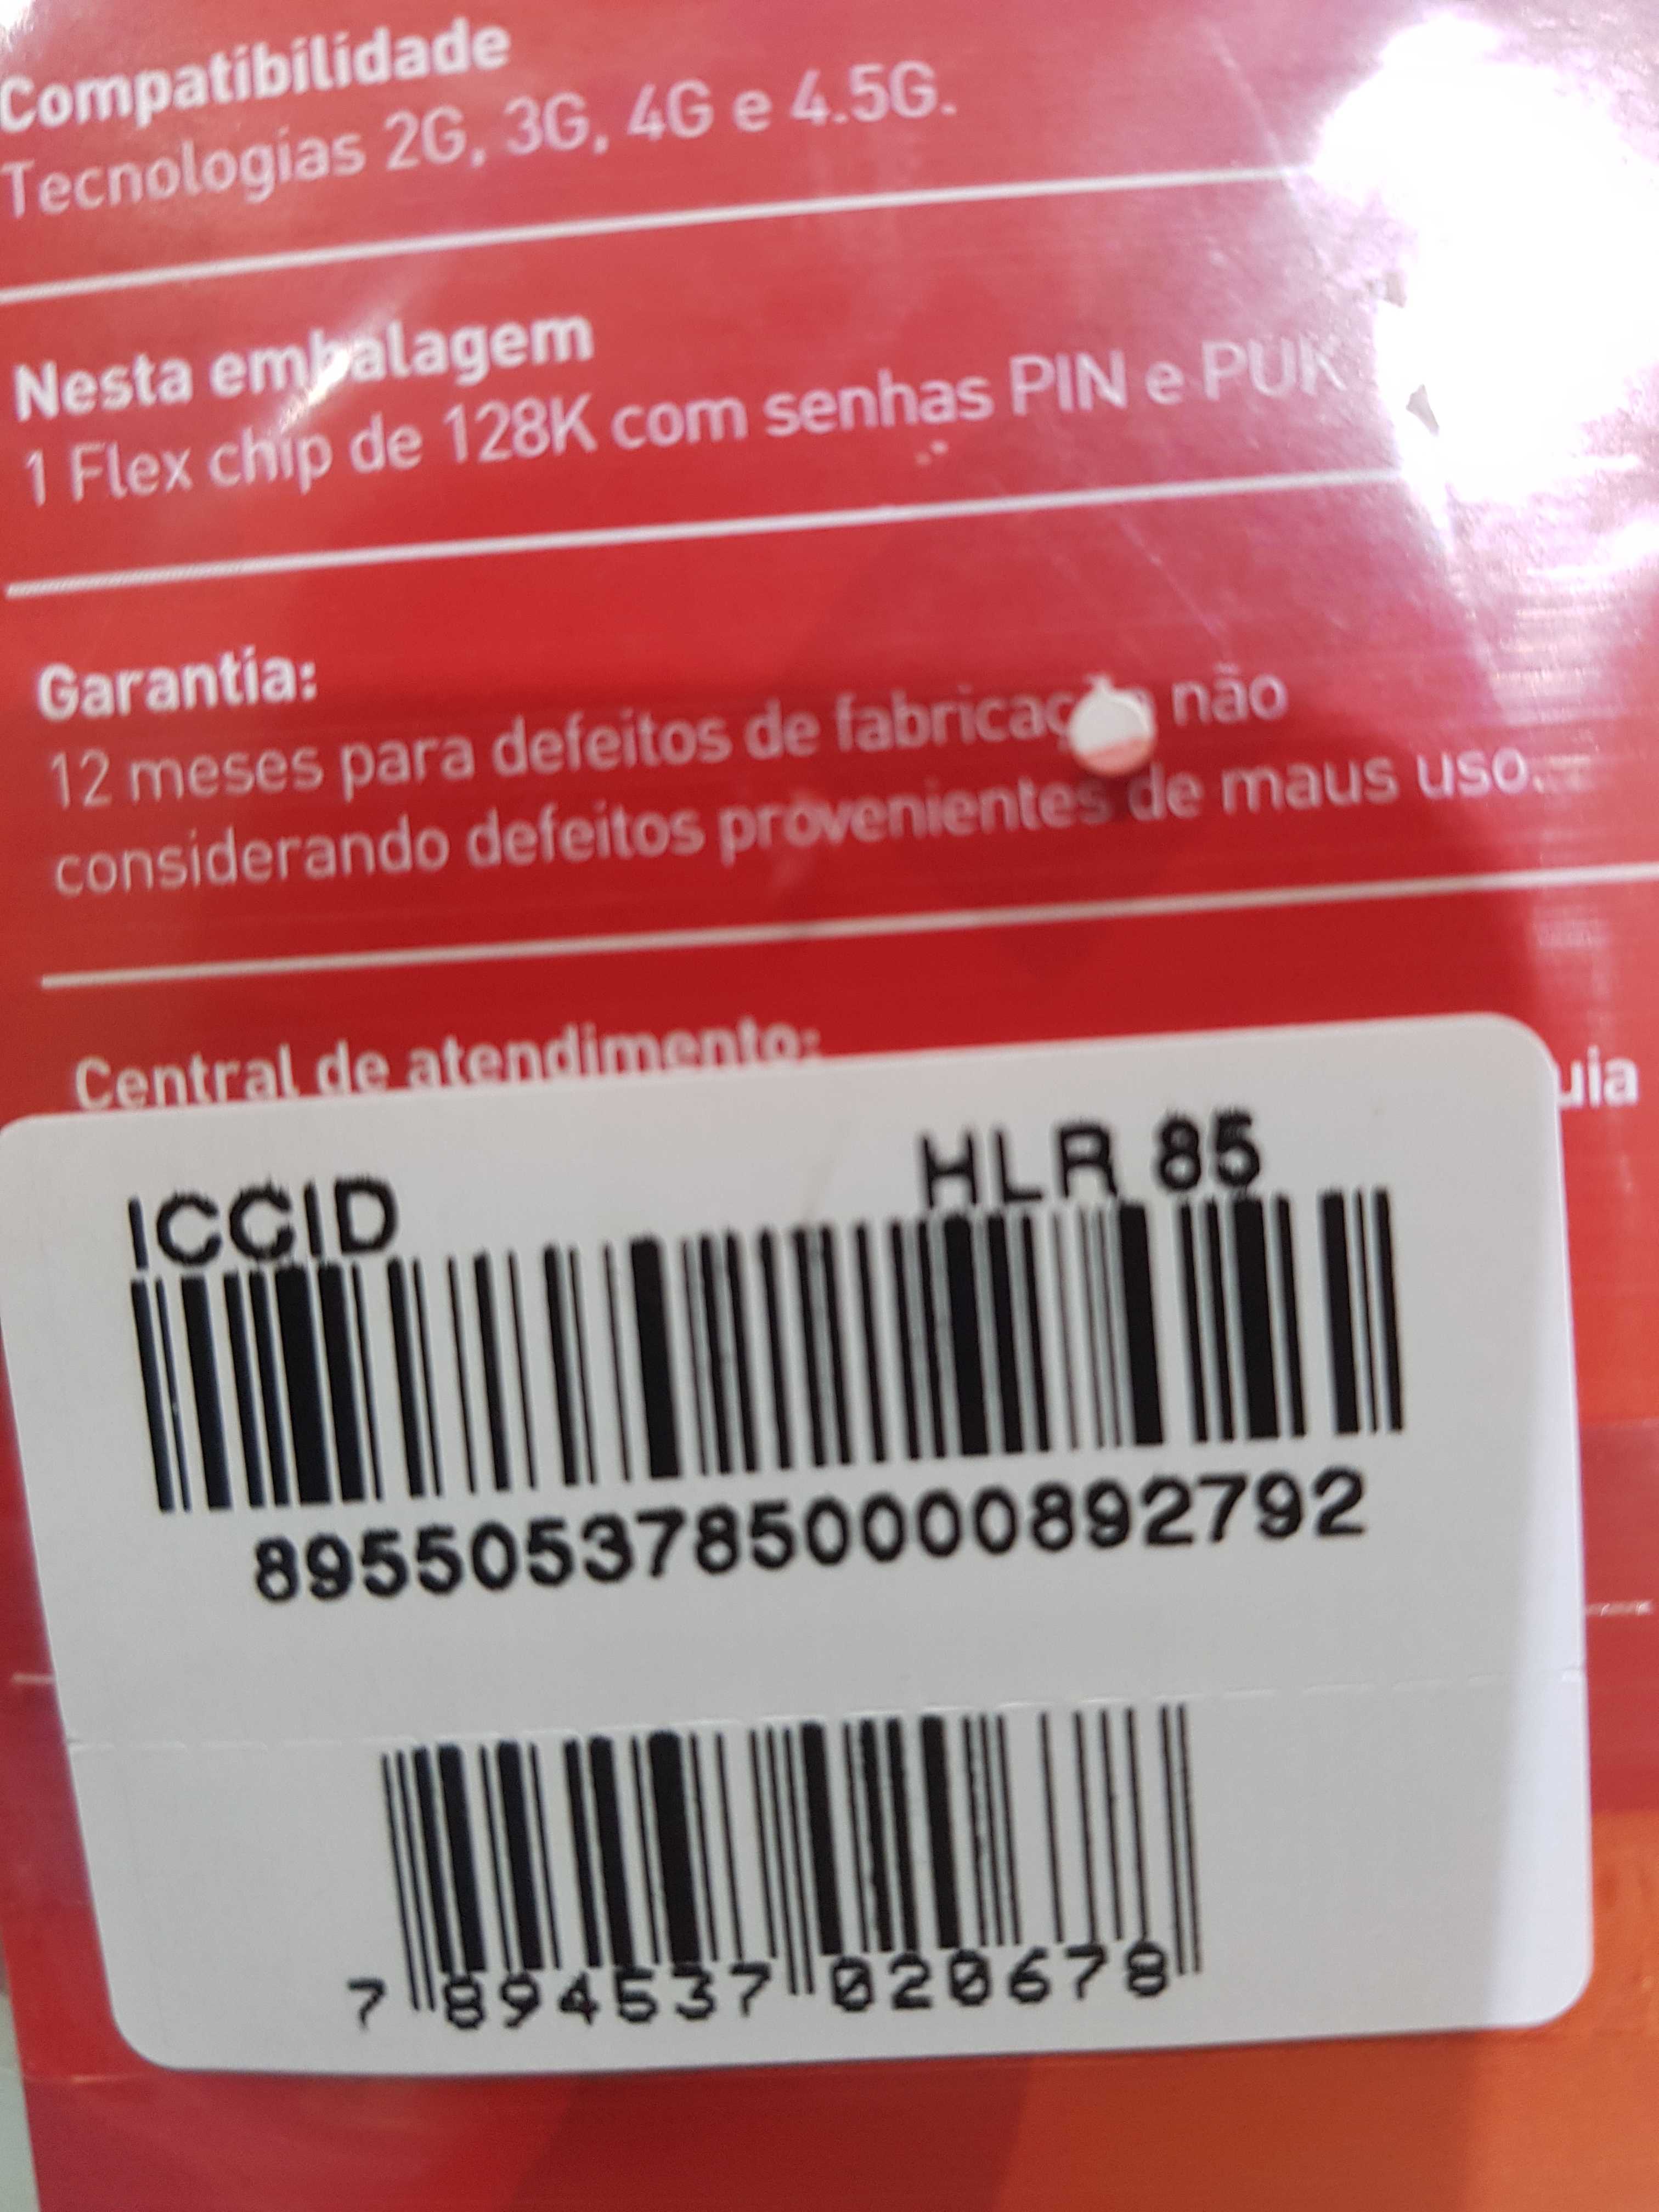 Compatibilidade
Tecnologias 2G, 3G, 4G e 4.5G.
Nesta embalagem
1 Flex chip de 128K com senhas PIN e PUK
Garantia:
12 meses para defeitos de fabricação não
considerando defeitos provenientes de maus uso.
Central de atendimento:
ICCID HLR 85
89550537850000892792
7 894537 020678